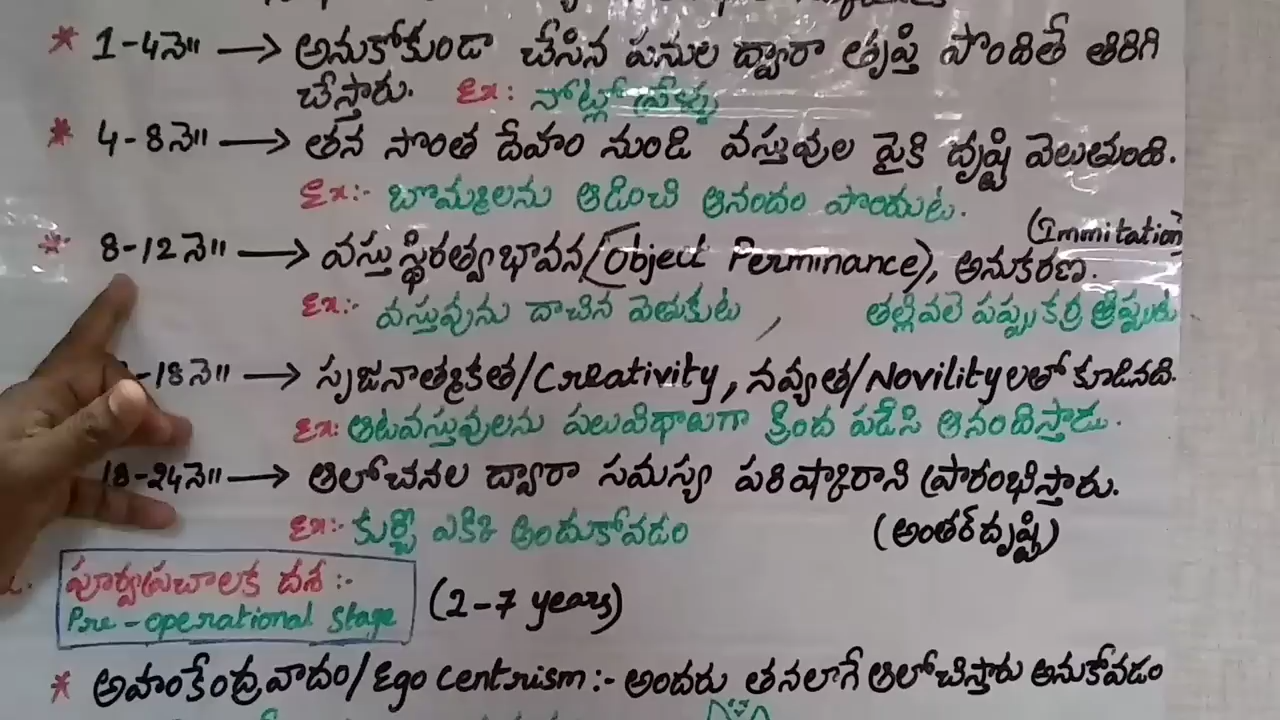 * 1-4నె॥ → అనుకోకుండా చేసిన పనుల ద్వారా తృప్తి పొందితే తిరిగి
చేస్తారు. Ex: నోట్లో వ్రేళ్ళు
* 4-8నె॥ → తన సొంత దేహం నుండి వస్తువుల పైకి దృష్టి వెలుతుంది.
Ex:- బొమ్మలను ఆడించి ఆనందం పొందుట.
(Immitation)
* 8-12నె॥ → వస్తు స్థిరత్వభావన/(Object Perminance), అనుకరణ.
Ex:- వస్తువును దాచిన వెతుకుట , తల్లివలె పప్పుకర్ర త్రిప్పుట
-18నె॥ → సృజనాత్మకత/Creativity, నవ్యత/Novilityలతో కూడినది.
Ex: ఆటవస్తువులను పలువిధాలుగా క్రింద పడేసి ఆనందిస్తాడు.
18-24నె॥ → ఆలోచనల ద్వారా సమస్య పరిష్కారాని ప్రారంభిస్తారు.
Ex:- కుర్చీ ఎకికి అందుకోవడం (అంతర్‌దృష్టి)
పూర్వప్రచాలక దశ:-
Pre-operational Stage (2-7 years)
* అహంకేంద్రవాదం/Ego centrism:- అందరు తనలాగే ఆలోచిస్తారు అనుకోవడం